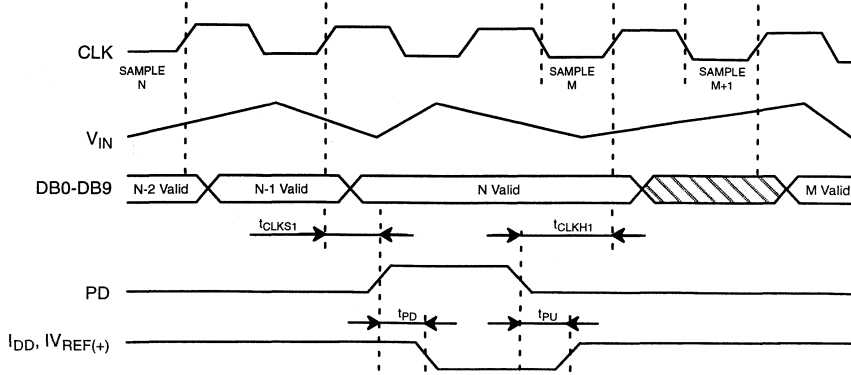 CLK
SAMPLE
N
SAMPLE
M
SAMPLE
M+1
VIN
DB0-DB9
N-2 Valid
N-1 Valid
N Valid
M Valid
tCLKS1
tCLKH1
PD
tPD
tPU
IDD, IVREF(+)